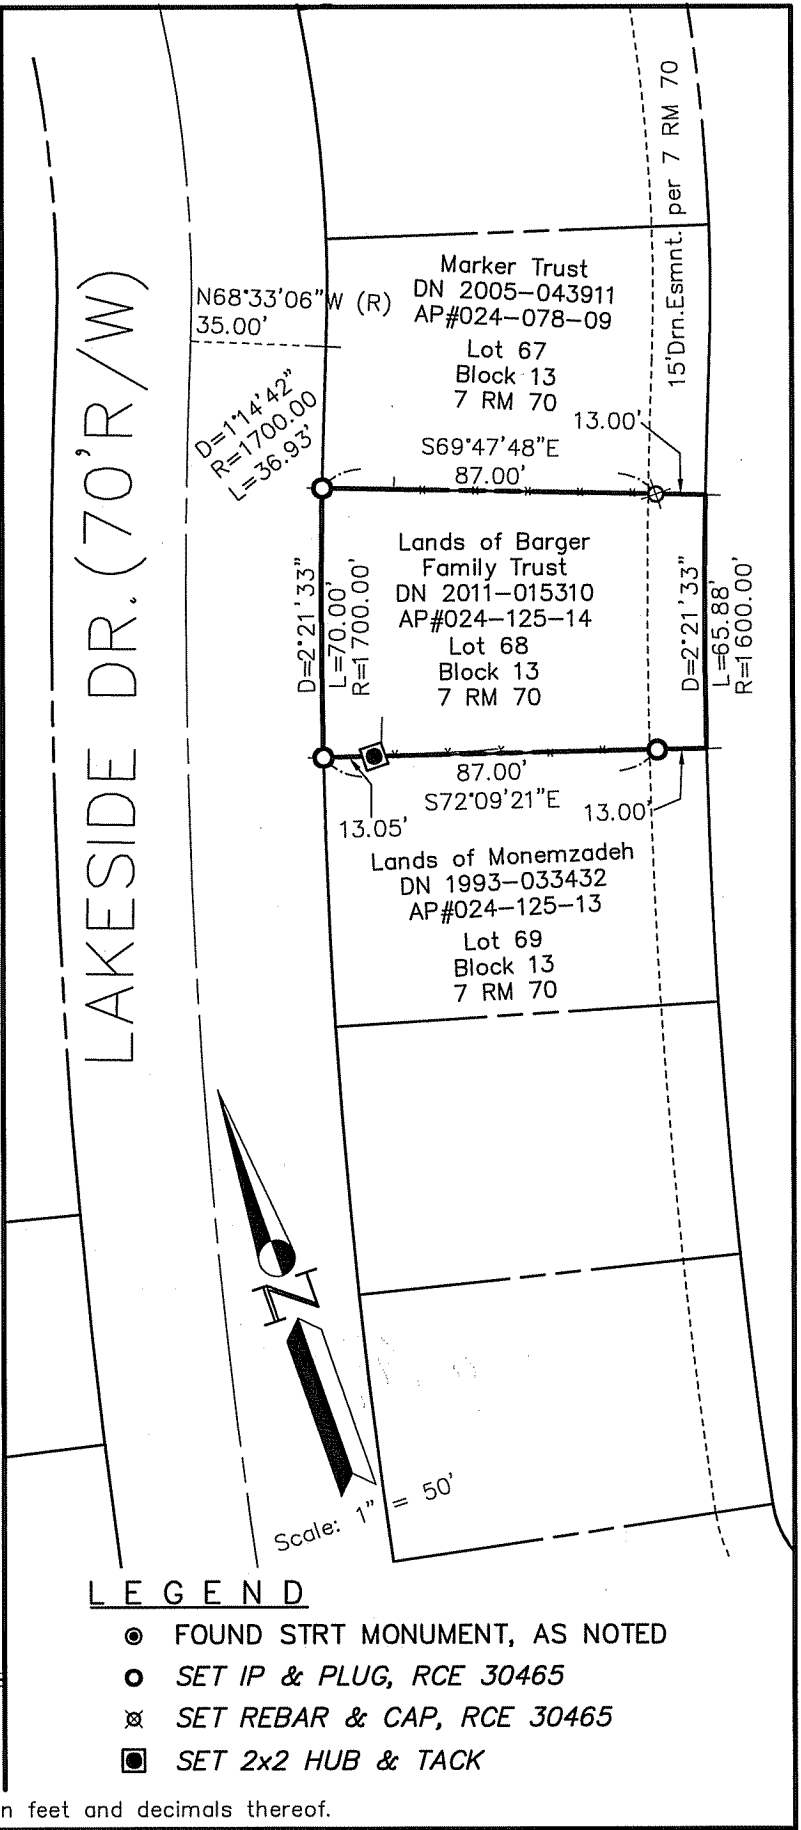 15'Drn.Esmnt. per 7 RM 70
Marker Trust
DN 2005-043911
AP#024-078-09
Lot 67
Block 13
7 RM 70
N68°33'06"W (R)
35.00'
D=1°14'42"
R=1700.00
L=36.93'
13.00'
S69°47'48"E
87.00'
LAKESIDE DR. (70'R/W)
Lands of Barger
Family Trust
DN 2011-015310
AP#024-125-14
Lot 68
Block 13
7 RM 70
D=2°21'33"
L=70.00'
R=1700.00'
D=2°21'33"
L=65.88'
R=1600.00'
87.00'
S72°09'21"E
13.00'
13.05'
Lands of Monemzadeh
DN 1993-033432
AP#024-125-13
Lot 69
Block 13
7 RM 70
N
Scale: 1" = 50'
LEGEND
FOUND STRT MONUMENT, AS NOTED
SET IP & PLUG, RCE 30465
SET REBAR & CAP, RCE 30465
SET 2x2 HUB & TACK
n feet and decimals thereof.